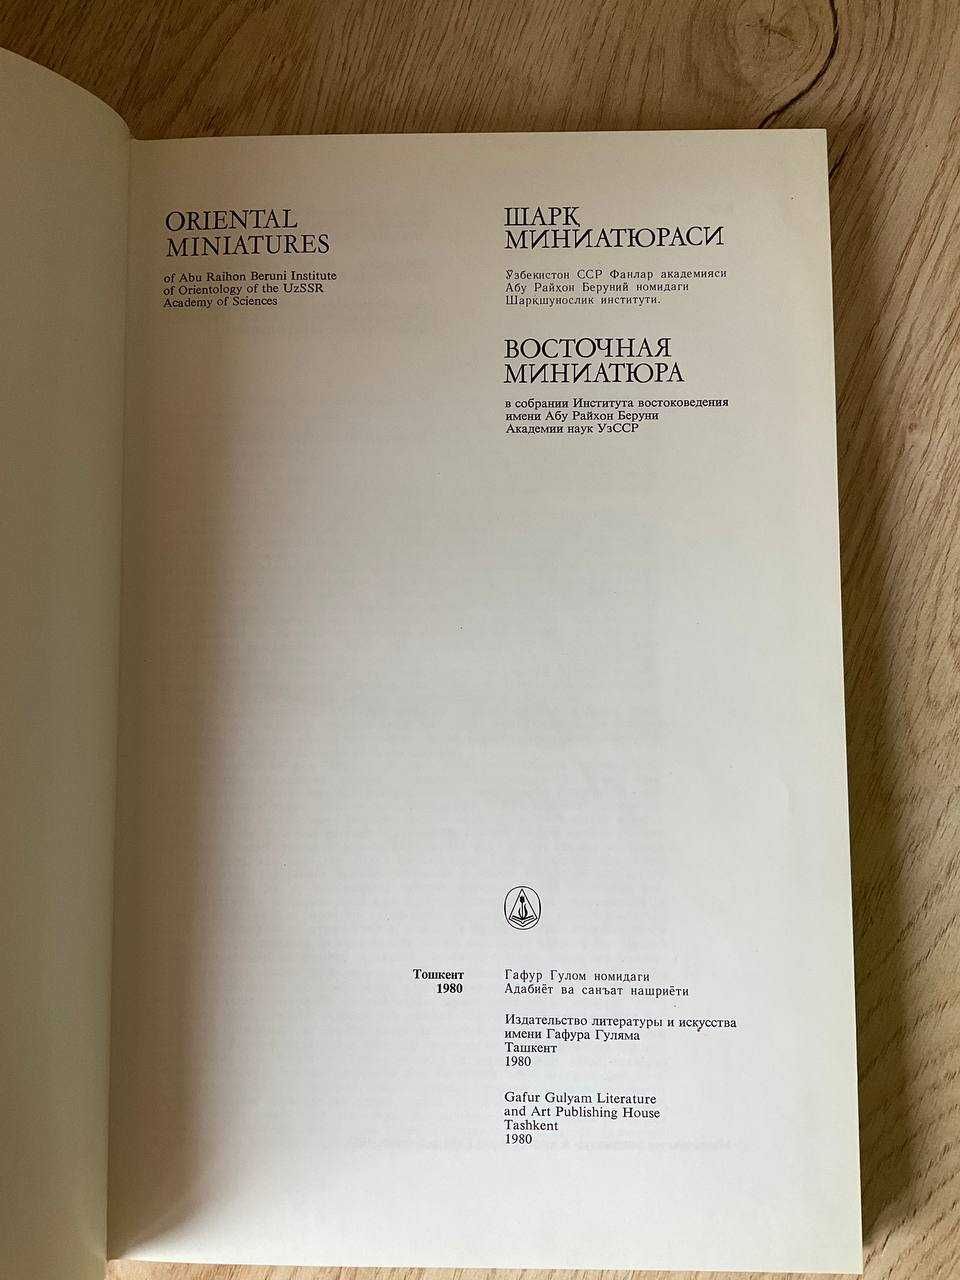 ORIENTAL
MINIATURES
of Abu Raihon Beruni Institute
of Orientology of the UzSSR
Academy of Sciences
ШАРҚ
МИНИАТЮРАСИ
Ўзбекистон ССР Фанлар академияси
Абу Райҳон Беруний номидаги
Шарқшунослик институти.
ВОСТОЧНАЯ
МИНИАТЮРА
в собрании Института востоковедения
имени Абу Райхон Беруни
Академии наук УзССР
Тошкент
1980
Гафур Гулом номидаги
Адабиёт ва санъат нашриёти
Издательство литературы и искусства
имени Гафура Гуляма
Ташкент
1980
Gafur Gulyam Literature
and Art Publishing House
Tashkent
1980